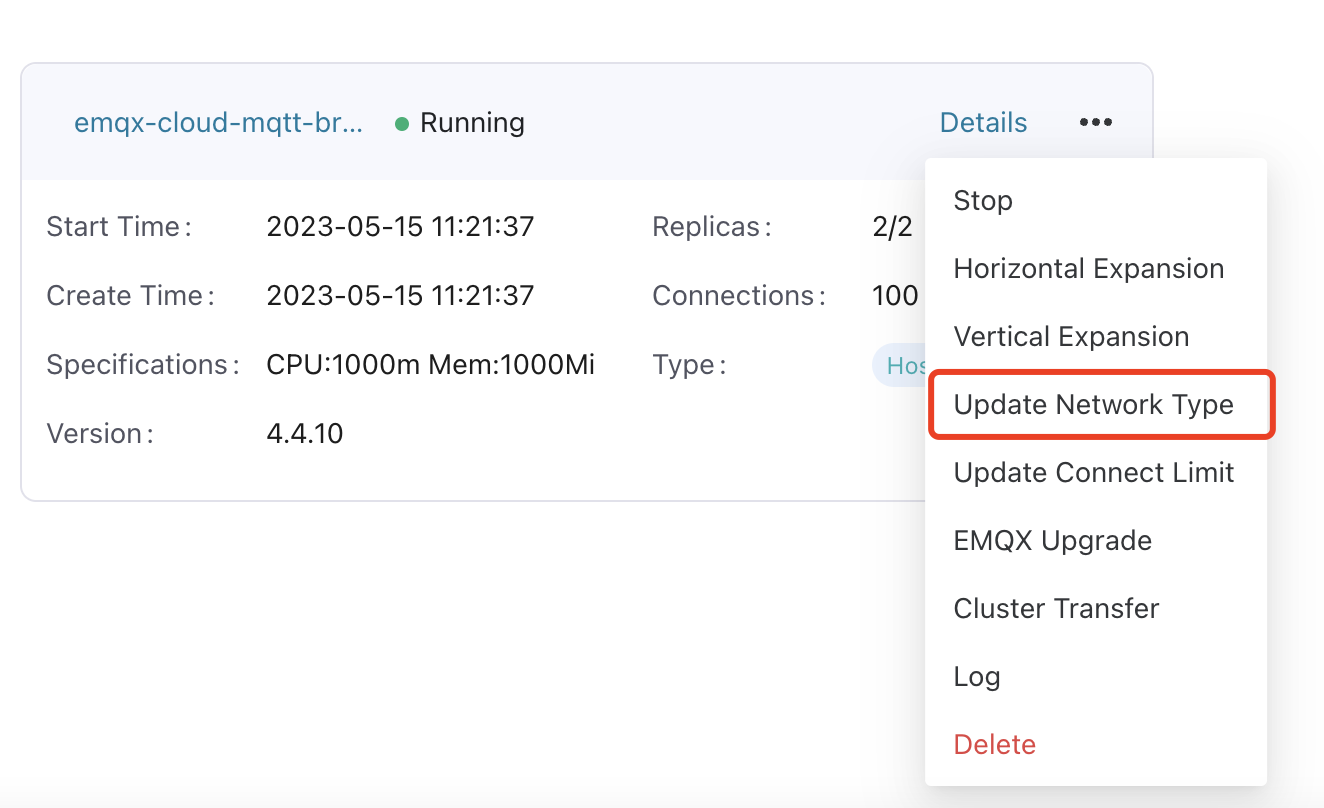 emqx-cloud-mqtt-br... Running Details
Start Time: 2023-05-15 11:21:37 Replicas: 2/2
Create Time: 2023-05-15 11:21:37 Connections: 100
Specifications: CPU:1000m Mem:1000Mi Type:
Version: 4.4.10
Stop
Horizontal Expansion
Vertical Expansion
Update Network Type
Update Connect Limit
EMQX Upgrade
Cluster Transfer
Log
Delete